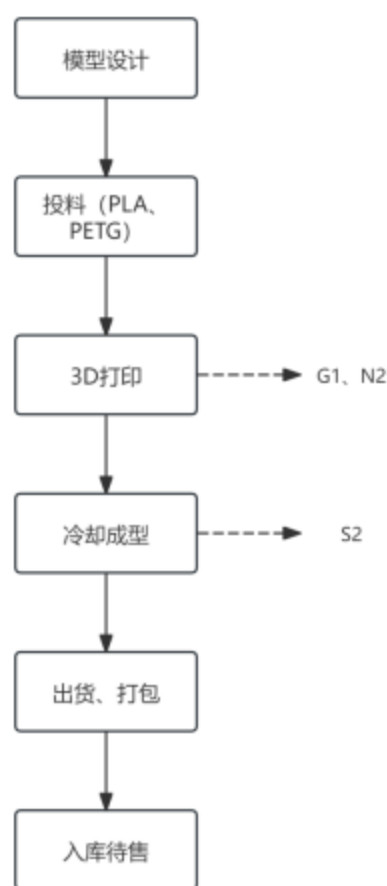 模型设计
投料（PLA、
PETG）
3D打印
G1、N2
冷却成型
S2
出货、打包
入库待售